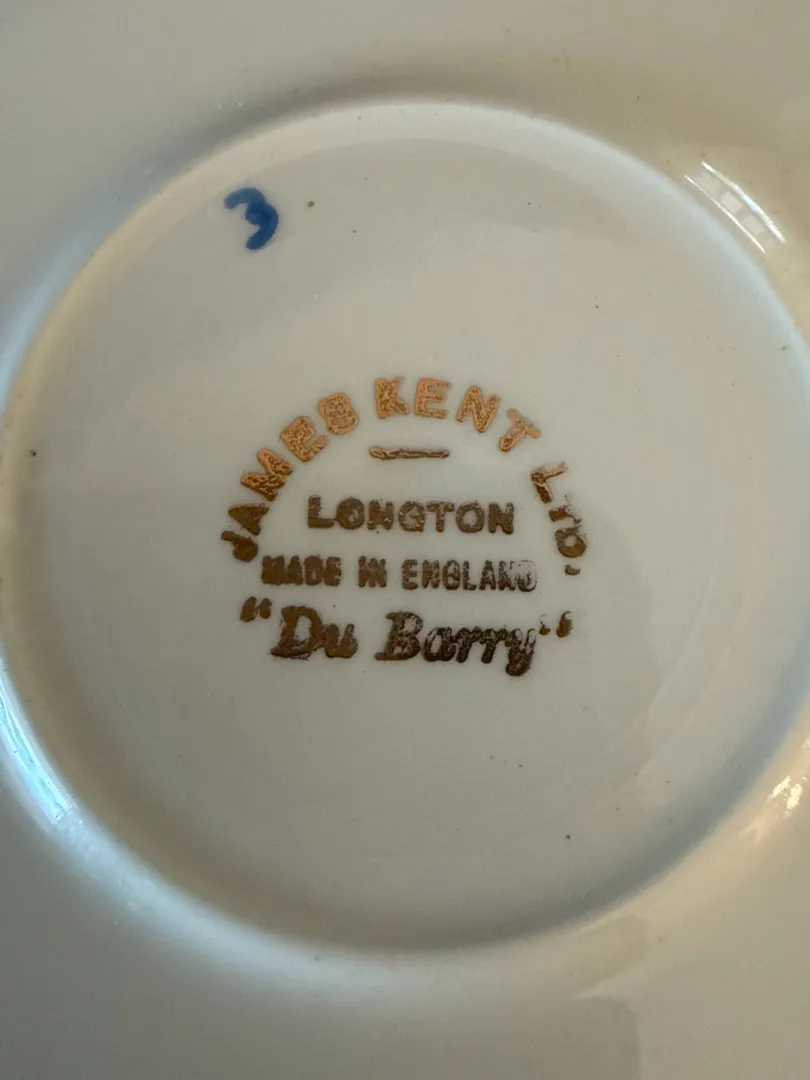 3
JAMES KENT LTD.
LONGTON
MADE IN ENGLAND
"Du Barry"